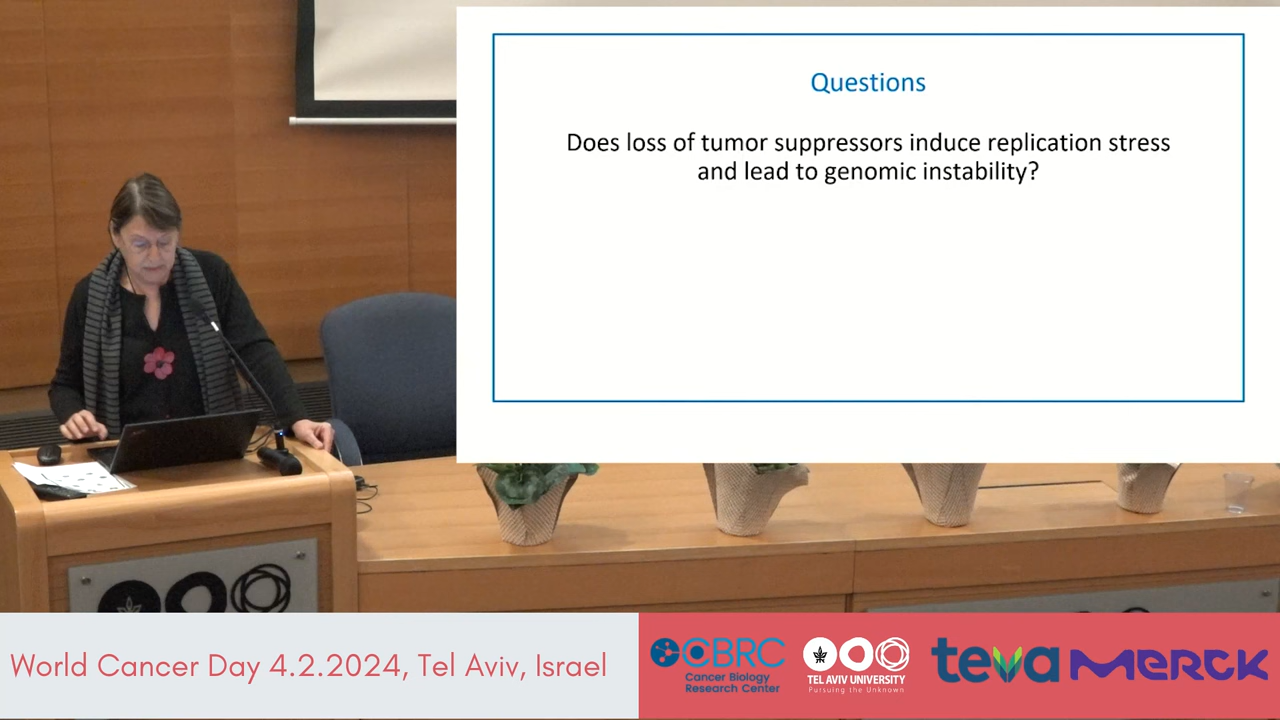 Questions
Does loss of tumor suppressors induce replication stress
and lead to genomic instability?
World Cancer Day 4.2.2024, Tel Aviv, Israel
CBRC
Cancer Biology
Research Center
TEL AVIV UNIVERSITY
Pursuing the Unknown
teva
MERCK